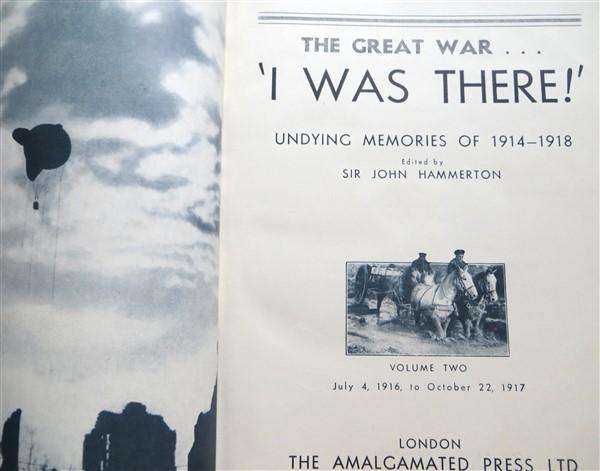 THE GREAT WAR . . .
‘I WAS THERE!’
UNDYING MEMORIES OF 1914–1918
Edited by
SIR JOHN HAMMERTON
VOLUME TWO
July 4, 1916, to October 22, 1917
LONDON
THE AMALGAMATED PRESS LTD